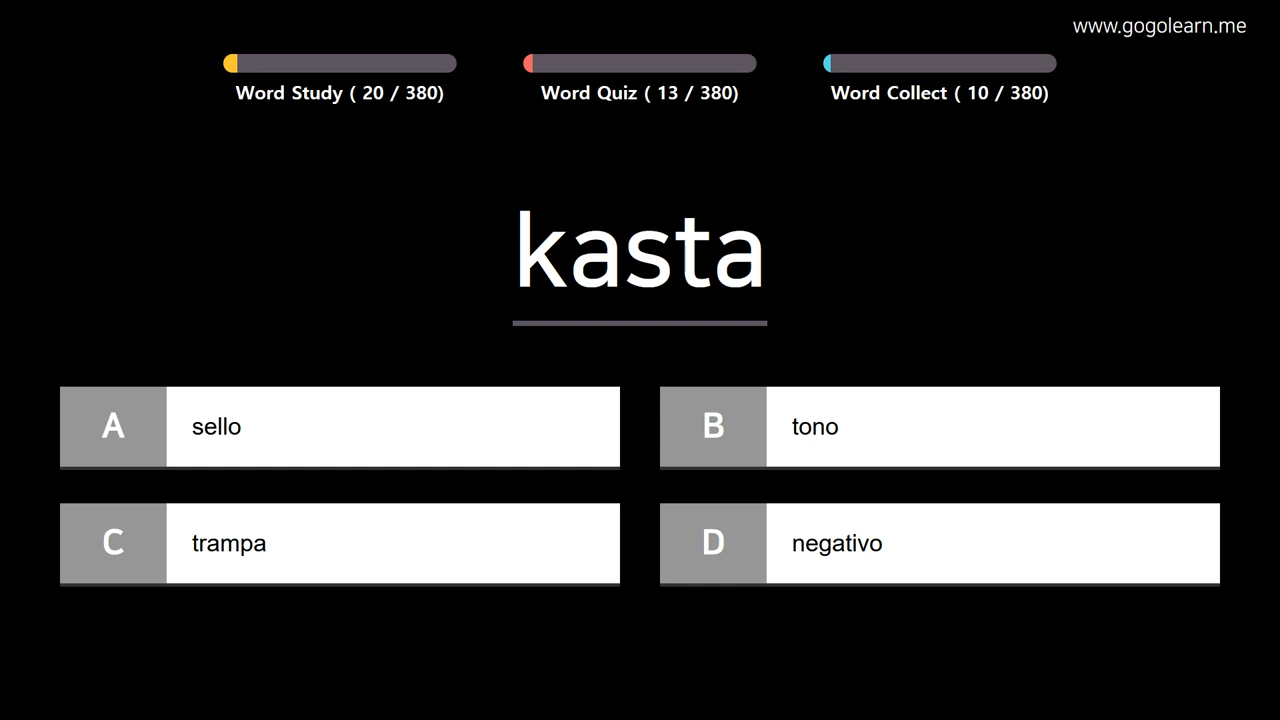 www.gogolearn.me
Word Study ( 20 / 380)
Word Quiz ( 13 / 380)
Word Collect ( 10 / 380)
kasta
A sello
B tono
C trampa
D negativo